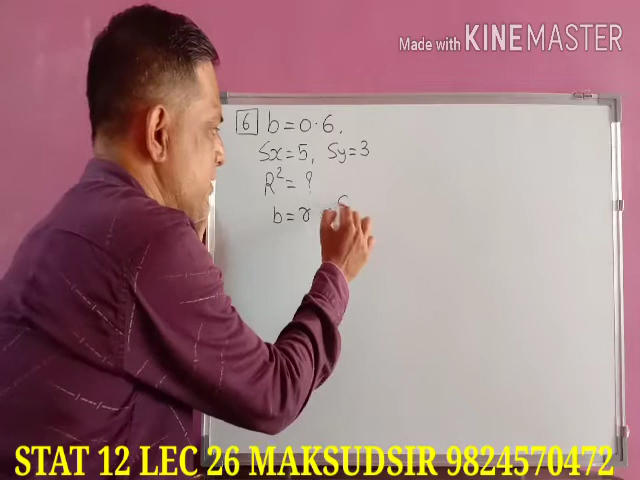 Made with KINEMASTER
6 b = 0.6.
Sx = 5, Sy = 3
R² = ?
b = r · S
STAT 12 LEC 26 MAKSUDSIR 9824570472